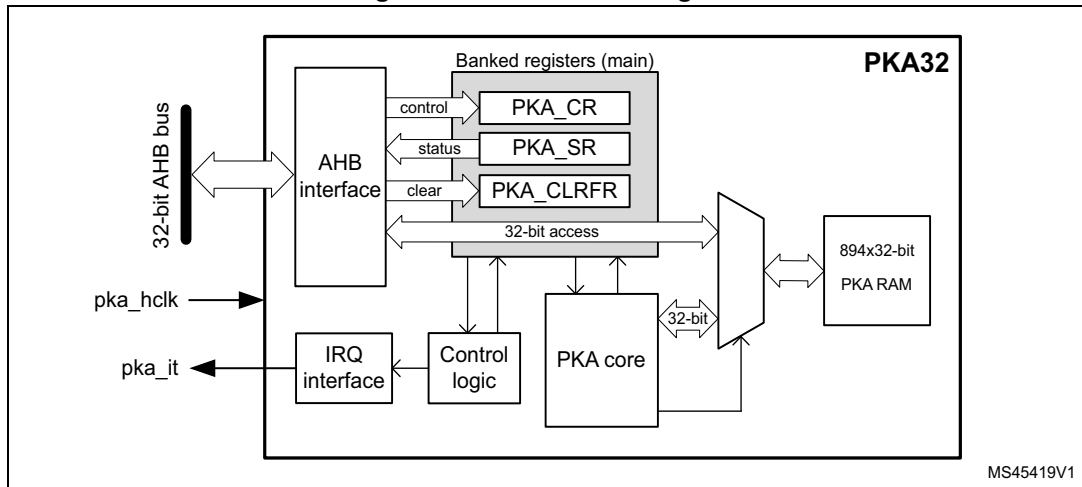 PKA32
Banked registers (main)
control
PKA_CR
status
PKA_SR
clear
PKA_CLRFR
AHB
interface
32-bit AHB bus
32-bit access
894x32-bit
PKA RAM
pka_hclk
32-bit
PKA core
pka_it
IRQ
interface
Control
logic
MS45419V1